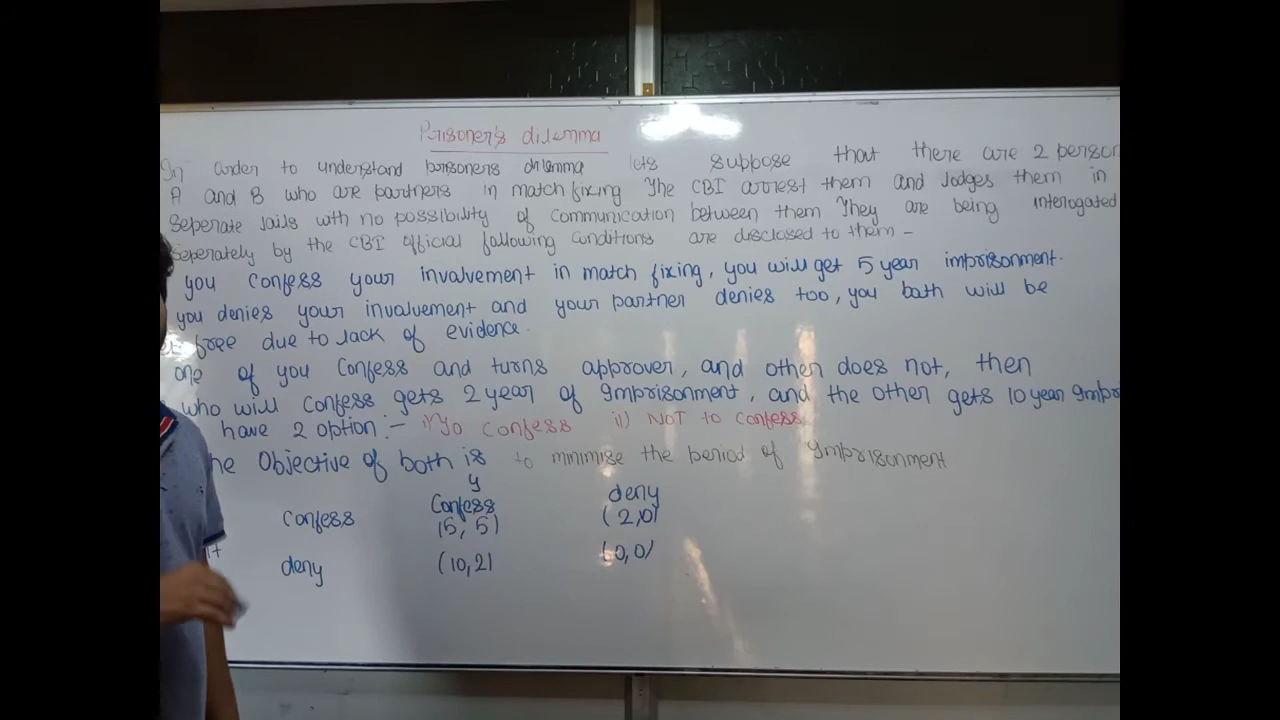 Prisoner's dilemma
In order to understand prisoners dilemma lets suppose that there are 2 person
A and B who are partners in match fixing The CBI arrest them and lodges them in
Seperate Jails with no possibility of communication between them They are being interogated
Seperately by the CBI official following conditions are disclosed to them -
you confess your involvement in match fixing, you will get 5 year imprisonment.
you denies your involvement and your partner denies too, you both will be
free due to lack of evidence.
one of you confess and turns approver, and other does not, then
who will confess gets 2 year of Imprisonment, and the other gets 10 year Impri
have 2 option :- i) To confess ii) NOT to confess
he Objective of both is to minimise the period of Imprisonment
y
Confess deny
Confess (5, 5) (2,0)
deny (10,2) (0,0)